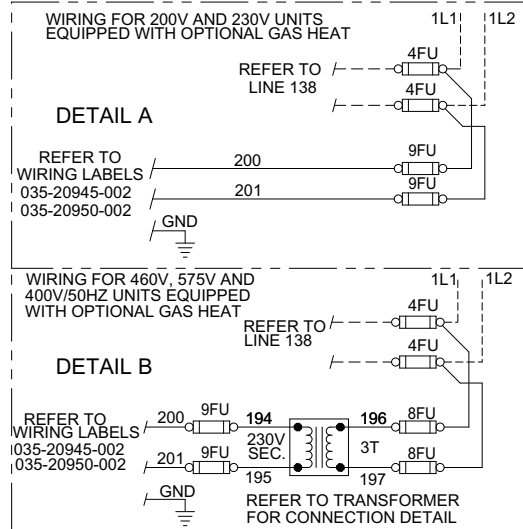 WIRING FOR 200V AND 230V UNITS
EQUIPPED WITH OPTIONAL GAS HEAT
1L1
1L2
4FU
REFER TO
LINE 138
4FU
DETAIL A
REFER TO
WIRING LABELS
035-20945-002
035-20950-002
200
9FU
201
9FU
GND
WIRING FOR 460V, 575V AND
400V/50HZ UNITS EQUIPPED
WITH OPTIONAL GAS HEAT
1L1
1L2
4FU
REFER TO
LINE 138
4FU
DETAIL B
REFER TO
WIRING LABELS
035-20945-002
035-20950-002
200
9FU
194
196
8FU
230V
SEC.
3T
201
9FU
195
197
8FU
GND
REFER TO TRANSFORMER
FOR CONNECTION DETAIL